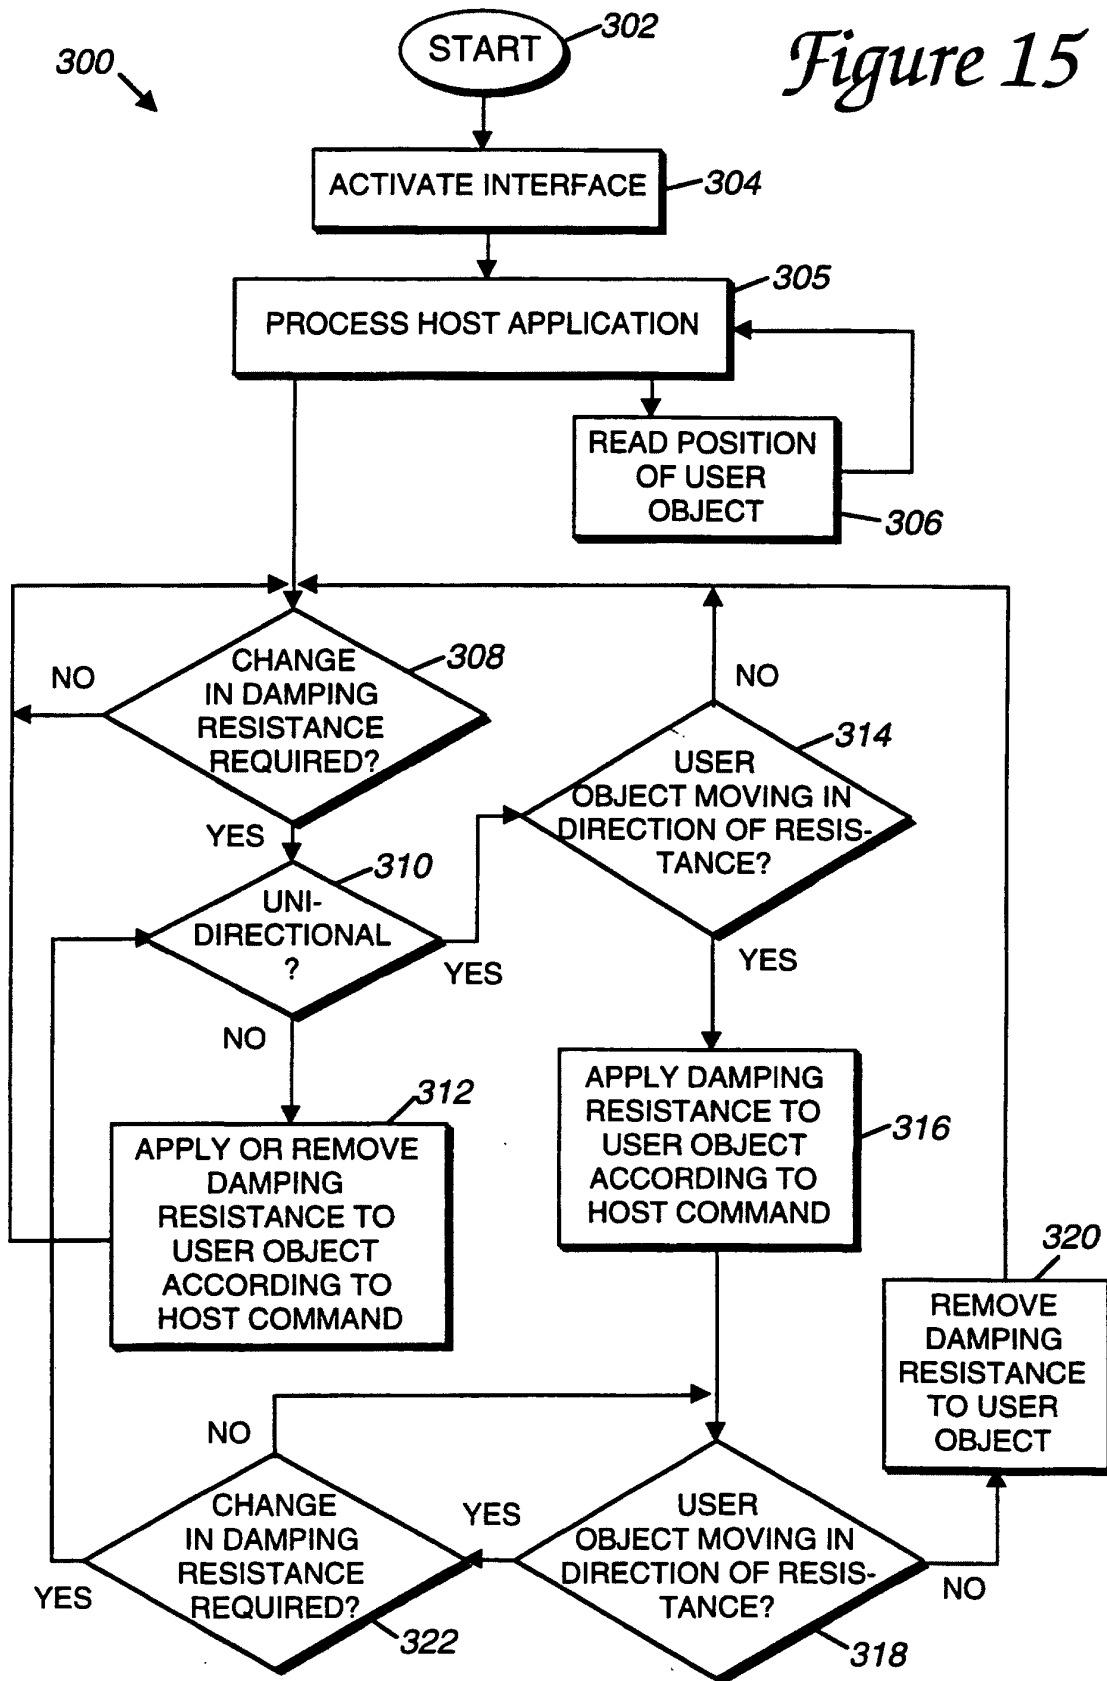 Figure 15
300
START
302
ACTIVATE INTERFACE
304
PROCESS HOST APPLICATION
305
READ POSITION
OF USER
OBJECT
306
CHANGE
IN DAMPING
RESISTANCE
REQUIRED?
308
NO
YES
UNI-
DIRECTIONAL
?
310
YES
NO
USER
OBJECT MOVING IN
DIRECTION OF RESIS-
TANCE?
314
NO
YES
APPLY OR REMOVE
DAMPING
RESISTANCE TO
USER OBJECT
ACCORDING TO
HOST COMMAND
312
APPLY DAMPING
RESISTANCE TO
USER OBJECT
ACCORDING TO
HOST COMMAND
316
REMOVE
DAMPING
RESISTANCE
TO USER
OBJECT
320
CHANGE
IN DAMPING
RESISTANCE
REQUIRED?
322
NO
YES
USER
OBJECT MOVING IN
DIRECTION OF RESIS-
TANCE?
318
YES
NO